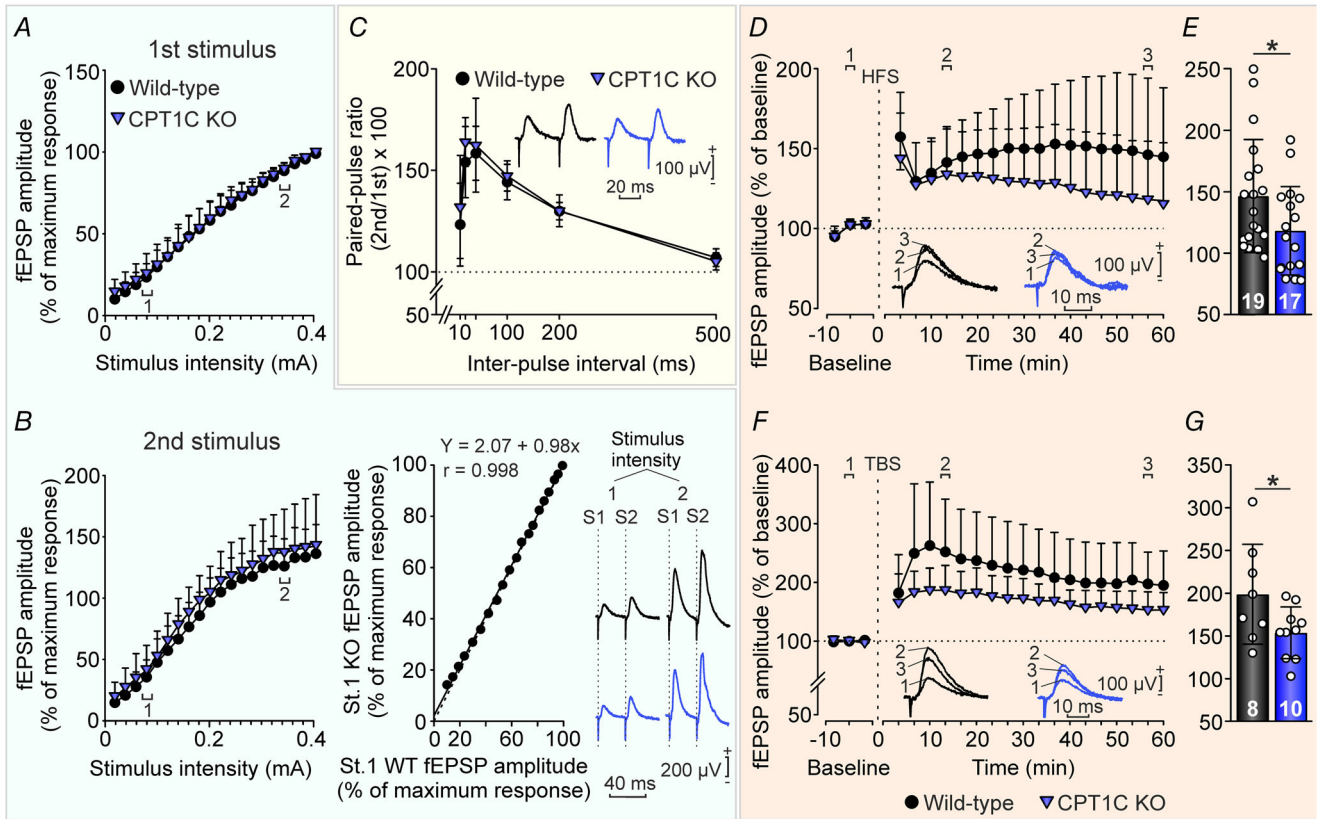 A
1st stimulus
Wild-type
CPT1C KO
fEPSP amplitude
(% of maximum response)
150
100
50
0
1
2
0 0.2 0.4
Stimulus intensity (mA)
B
2nd stimulus
fEPSP amplitude
(% of maximum response)
200
150
100
50
0
1
2
0 0.2 0.4
Stimulus intensity (mA)
Y = 2.07 + 0.98x
r = 0.998
St.1 KO fEPSP amplitude
(% of maximum response)
100
80
60
40
20
0
0 20 40 60 80 100
St.1 WT fEPSP amplitude
(% of maximum response)
Stimulus
intensity
1 2
S1 S2 S1 S2
40 ms
200 µV
+
-
C
Wild-type
CPT1C KO
Paired-pulse ratio
(2nd/1st) x 100
200
150
100
50
20 ms
100 µV
+
-
10 40 100 200 500
Inter-pulse interval (ms)
D
1
HFS
2
3
fEPSP amplitude (% of baseline)
200
150
100
50
3
2
1
2
3
1
10 ms
100 µV
+
-
-10 0 10 20 30 40 50 60
Baseline
Time (min)
E
*
250
200
150
100
50
19 17
F
1
TBS
2
3
fEPSP amplitude (% of baseline)
400
300
200
100
50
2
3
1
2
3
1
10 ms
100 µV
+
-
-10 0 10 20 30 40 50 60
Baseline
Time (min)
G
*
350
300
250
200
150
100
50
8 10
Wild-type
CPT1C KO